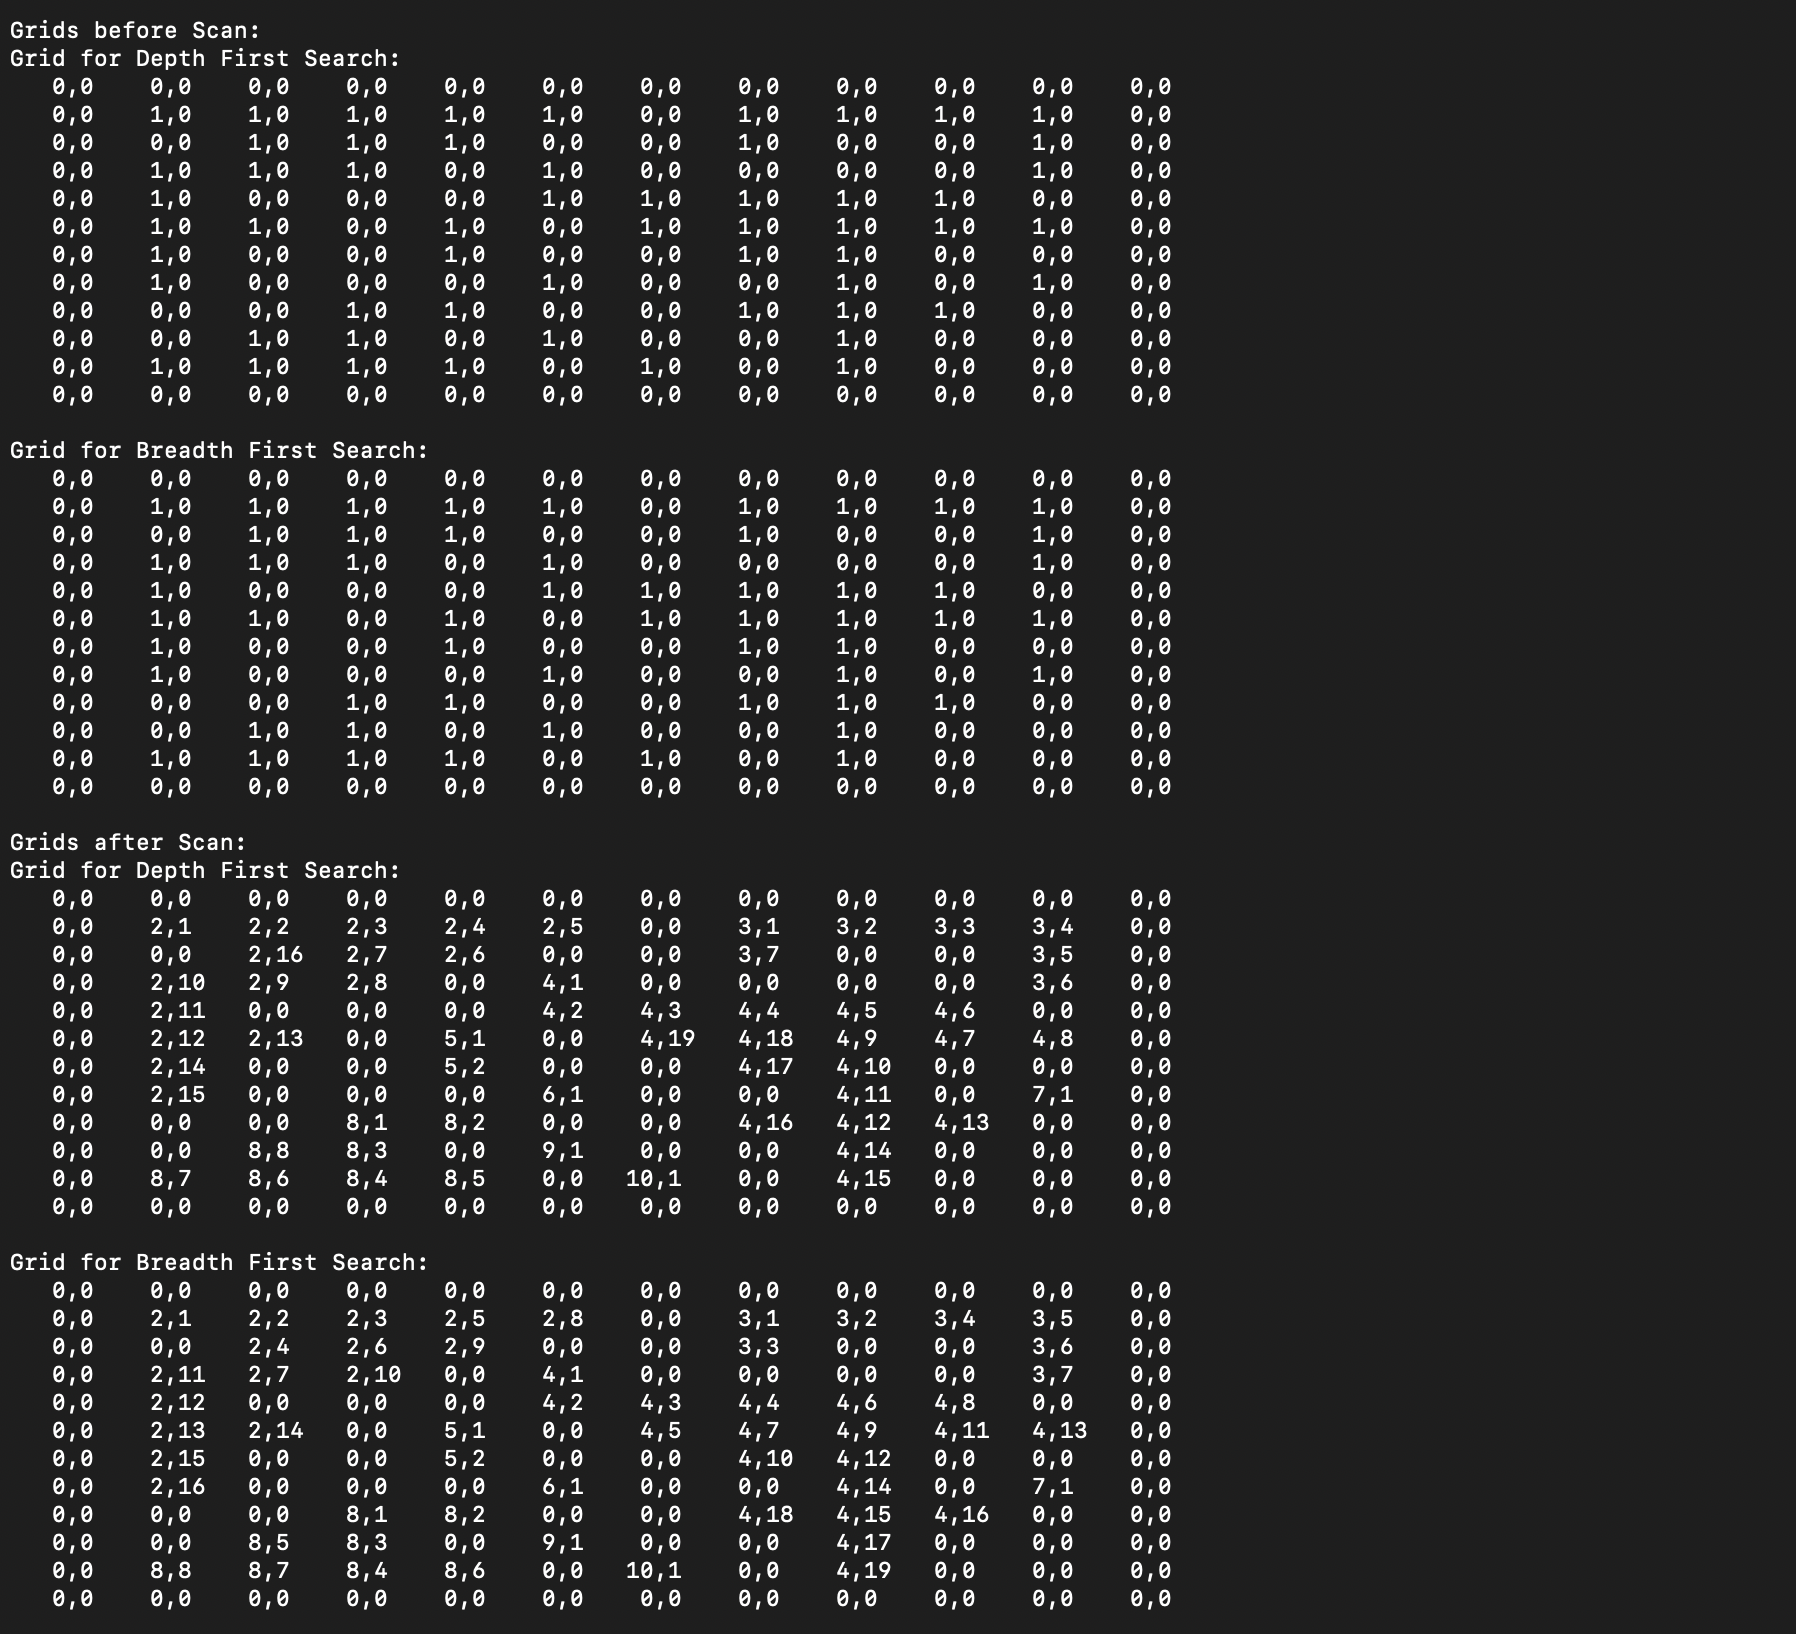 Grids before Scan:
Grid for Depth First Search:
0,0 0,0 0,0 0,0 0,0 0,0 0,0 0,0 0,0 0,0 0,0 0,0
0,0 1,0 1,0 1,0 1,0 1,0 0,0 1,0 1,0 1,0 1,0 0,0
0,0 0,0 1,0 1,0 1,0 0,0 0,0 1,0 0,0 0,0 1,0 0,0
0,0 1,0 1,0 1,0 0,0 1,0 0,0 0,0 0,0 0,0 1,0 0,0
0,0 1,0 0,0 0,0 0,0 1,0 1,0 1,0 1,0 1,0 0,0 0,0
0,0 1,0 1,0 0,0 1,0 0,0 1,0 1,0 1,0 1,0 1,0 0,0
0,0 1,0 0,0 0,0 1,0 0,0 0,0 1,0 1,0 0,0 0,0 0,0
0,0 1,0 0,0 0,0 0,0 1,0 0,0 0,0 1,0 0,0 1,0 0,0
0,0 0,0 0,0 1,0 1,0 0,0 0,0 1,0 1,0 1,0 0,0 0,0
0,0 0,0 1,0 1,0 0,0 1,0 0,0 0,0 1,0 0,0 0,0 0,0
0,0 1,0 1,0 1,0 1,0 0,0 1,0 0,0 1,0 0,0 0,0 0,0
0,0 0,0 0,0 0,0 0,0 0,0 0,0 0,0 0,0 0,0 0,0 0,0
Grid for Breadth First Search:
0,0 0,0 0,0 0,0 0,0 0,0 0,0 0,0 0,0 0,0 0,0 0,0
0,0 1,0 1,0 1,0 1,0 1,0 0,0 1,0 1,0 1,0 1,0 0,0
0,0 0,0 1,0 1,0 1,0 0,0 0,0 1,0 0,0 0,0 1,0 0,0
0,0 1,0 1,0 1,0 0,0 1,0 0,0 0,0 0,0 0,0 1,0 0,0
0,0 1,0 0,0 0,0 0,0 1,0 1,0 1,0 1,0 1,0 0,0 0,0
0,0 1,0 1,0 0,0 1,0 0,0 1,0 1,0 1,0 1,0 1,0 0,0
0,0 1,0 0,0 0,0 1,0 0,0 0,0 1,0 1,0 0,0 0,0 0,0
0,0 1,0 0,0 0,0 0,0 1,0 0,0 0,0 1,0 0,0 1,0 0,0
0,0 0,0 0,0 1,0 1,0 0,0 0,0 1,0 1,0 1,0 0,0 0,0
0,0 0,0 1,0 1,0 0,0 1,0 0,0 0,0 1,0 0,0 0,0 0,0
0,0 1,0 1,0 1,0 1,0 0,0 1,0 0,0 1,0 0,0 0,0 0,0
0,0 0,0 0,0 0,0 0,0 0,0 0,0 0,0 0,0 0,0 0,0 0,0
Grids after Scan:
Grid for Depth First Search:
0,0 0,0 0,0 0,0 0,0 0,0 0,0 0,0 0,0 0,0 0,0 0,0
0,0 2,1 2,2 2,3 2,4 2,5 0,0 3,1 3,2 3,3 3,4 0,0
0,0 0,0 2,16 2,7 2,6 0,0 0,0 3,7 0,0 0,0 3,5 0,0
0,0 2,10 2,9 2,8 0,0 4,1 0,0 0,0 0,0 0,0 3,6 0,0
0,0 2,11 0,0 0,0 0,0 4,2 4,3 4,4 4,5 4,6 0,0 0,0
0,0 2,12 2,13 0,0 5,1 0,0 4,19 4,18 4,9 4,7 4,8 0,0
0,0 2,14 0,0 0,0 5,2 0,0 0,0 4,17 4,10 0,0 0,0 0,0
0,0 2,15 0,0 0,0 0,0 6,1 0,0 0,0 4,11 0,0 7,1 0,0
0,0 0,0 0,0 8,1 8,2 0,0 0,0 4,16 4,12 4,13 0,0 0,0
0,0 0,0 8,8 8,3 0,0 9,1 0,0 0,0 4,14 0,0 0,0 0,0
0,0 8,7 8,6 8,4 8,5 0,0 10,1 0,0 4,15 0,0 0,0 0,0
0,0 0,0 0,0 0,0 0,0 0,0 0,0 0,0 0,0 0,0 0,0 0,0
Grid for Breadth First Search:
0,0 0,0 0,0 0,0 0,0 0,0 0,0 0,0 0,0 0,0 0,0 0,0
0,0 2,1 2,2 2,3 2,5 2,8 0,0 3,1 3,2 3,4 3,5 0,0
0,0 0,0 2,4 2,6 2,9 0,0 0,0 3,3 0,0 0,0 3,6 0,0
0,0 2,11 2,7 2,10 0,0 4,1 0,0 0,0 0,0 0,0 3,7 0,0
0,0 2,12 0,0 0,0 0,0 4,2 4,3 4,4 4,6 4,8 0,0 0,0
0,0 2,13 2,14 0,0 5,1 0,0 4,5 4,7 4,9 4,11 4,13 0,0
0,0 2,15 0,0 0,0 5,2 0,0 0,0 4,10 4,12 0,0 0,0 0,0
0,0 2,16 0,0 0,0 0,0 6,1 0,0 0,0 4,14 0,0 7,1 0,0
0,0 0,0 0,0 8,1 8,2 0,0 0,0 4,18 4,15 4,16 0,0 0,0
0,0 0,0 8,5 8,3 0,0 9,1 0,0 0,0 4,17 0,0 0,0 0,0
0,0 8,8 8,7 8,4 8,6 0,0 10,1 0,0 4,19 0,0 0,0 0,0
0,0 0,0 0,0 0,0 0,0 0,0 0,0 0,0 0,0 0,0 0,0 0,0